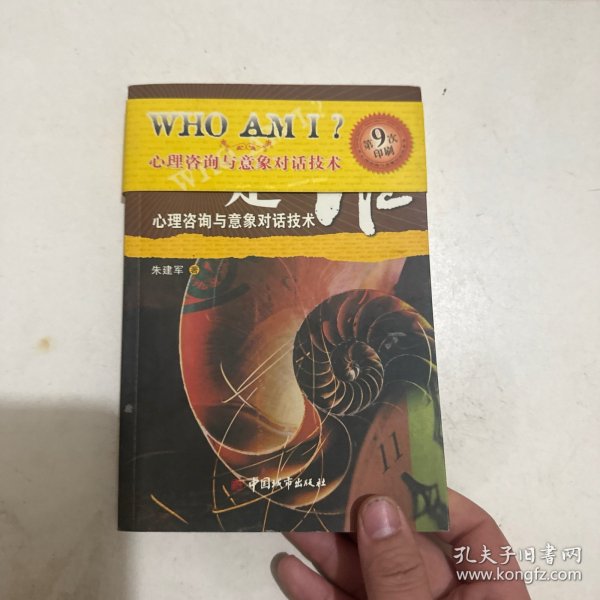 WHO AM I?
心理咨询与意象对话技术
第9次
印刷
是谁
心理咨询与意象对话技术
朱建军 著
11
中国城市出版社
孔夫子旧书网
www.kongfz.com